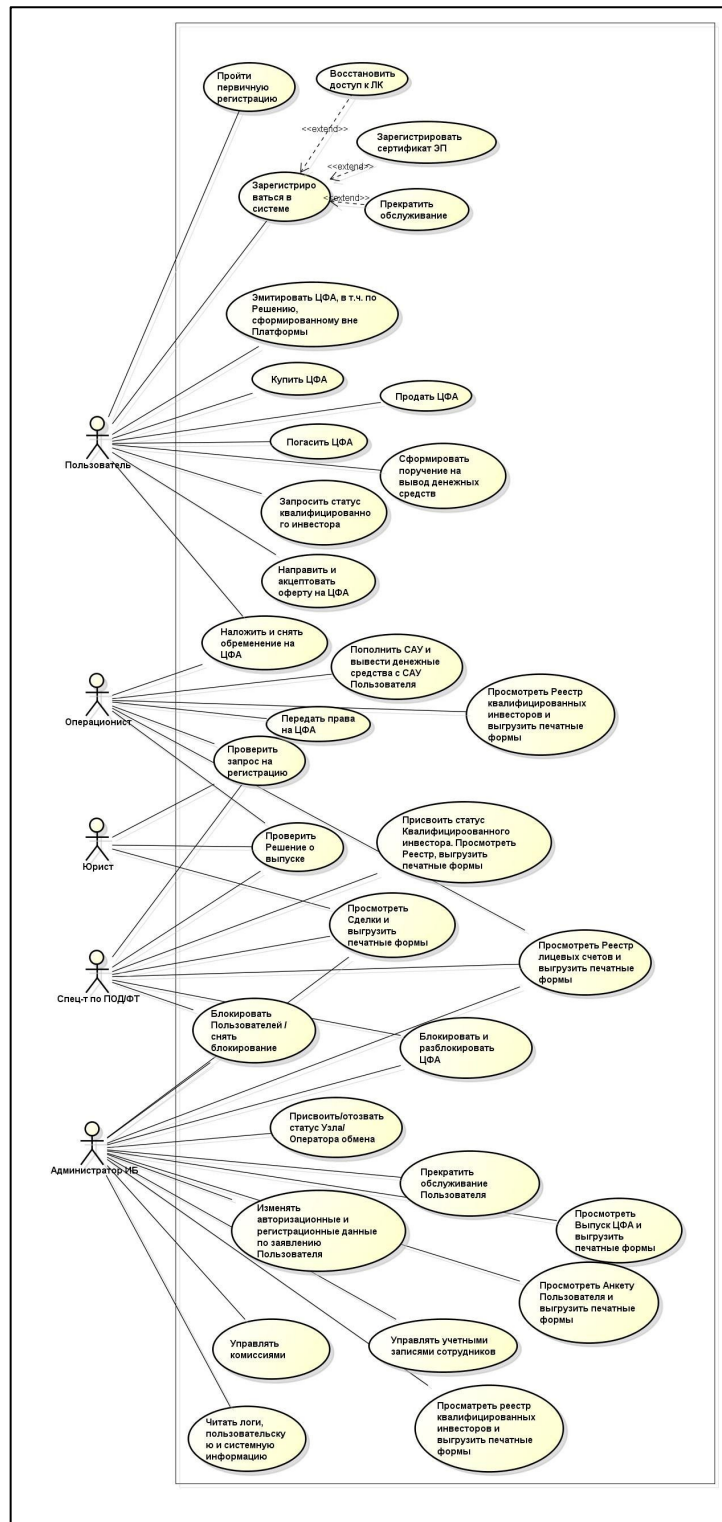 Пройти
первичную
регистрацию
Восстановить
доступ к ЛК
<<extend>>
Зарегистрировать
сертификат ЭП
<<extend>>
Зарегистриро
ваться в
системе
<<extend>>
Прекратить
обслуживание
Эмитировать ЦФА, в т.ч. по
Решению,
сформированному вне
Платформы
Купить ЦФА
Продать ЦФА
Пользователь
Погасить ЦФА
Сформировать
поручение на
вывод денежных
средств
Запросить статус
квалифицированно
го инвестора
Направить и
акцептовать
оферту на ЦФА
Наложить и снять
обременение на
ЦФА
Пополнить САУ и
вывести денежные
средства с САУ
Пользователя
Операционист
Просмотреть Реестр
квалифицированных
инвесторов и
выгрузить печатные
формы
Передать права
на ЦФА
Проверить
запрос на
регистрацию
Юрист
Проверить
Решение о
выпуске
Присвоить статус
Квалифицироованного
инвестора. Просмотреть
Реестр, выгрузить
печатные формы
Просмотреть
Сделки и
выгрузить
печатные формы
Просмотреть Реестр
лицевых счетов и
выгрузить печатные
формы
Спец-т по ПОД/ФТ
Блокировать
Пользователей /
снять
блокирование
Блокировать и
разблокировать
ЦФА
Присвоить/отозвать
статус Узла/
Оператора обмена
Администратор ИБ
Прекратить
обслуживание
Пользователя
Изменять
авторизационные и
регистрационные данные
по заявлению
Пользователя
Просмотреть
Выпуск ЦФА и
выгрузить
печатные формы
Просмотреть Анкету
Пользователя и
выгрузить печатные
формы
Управлять
комиссиями
Управлять учетными
записями сотрудников
Просматреть реестр
квалифицированных
инвесторов и
выгрузить печатные
формы
Читать логи,
пользовательску
ю и системную
информацию